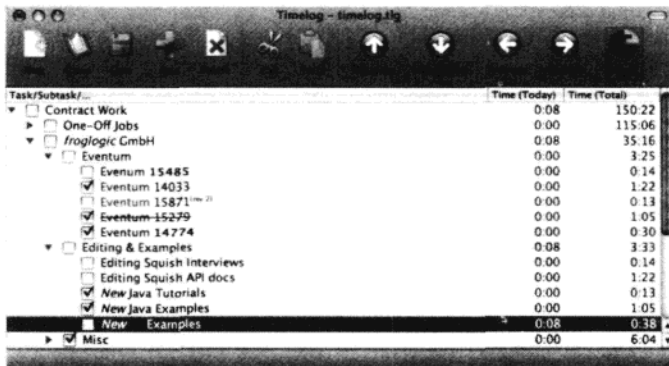 Timelog – timelog.tlg
Task/Subtask/... Time (Today) Time (Total)
Contract Work 0:08 150:22
One-Off Jobs 0:00 115:06
froglogic GmbH 0:08 35:16
Eventum 0:00 3:25
Evenum 15485 0:00 0:14
Eventum 14033 0:00 1:22
Eventum 15871 0:00 0:13
Eventum 15279 0:00 1:05
Eventum 14774 0:00 0:30
Editing & Examples 0:08 3:33
Editing Squish Interviews 0:00 0:14
Editing Squish API docs 0:00 1:22
New Java Tutorials 0:00 0:13
New Java Examples 0:00 1:05
New Examples 0:08 0:38
Misc 0:00 6:04